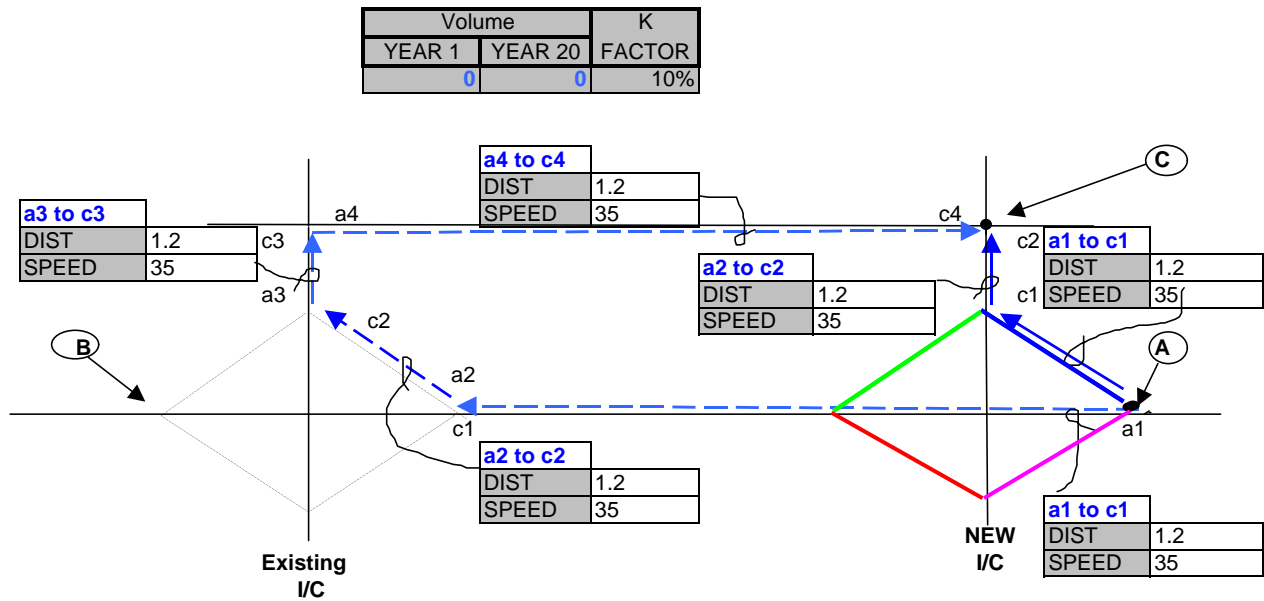 Volume K
YEAR 1 YEAR 20 FACTOR
0 0 10%
a4 to c4
DIST 1.2
SPEED 35
C
a3 to c3
DIST 1.2
SPEED 35
a4
c4
c3
a3
c2
a1 to c1
DIST 1.2
SPEED 35
a2 to c2
DIST 1.2
SPEED 35
c1
c2
B
A
a2
c1
a1
a2 to c2
DIST 1.2
SPEED 35
a1 to c1
DIST 1.2
SPEED 35
Existing
I/C
NEW
I/C